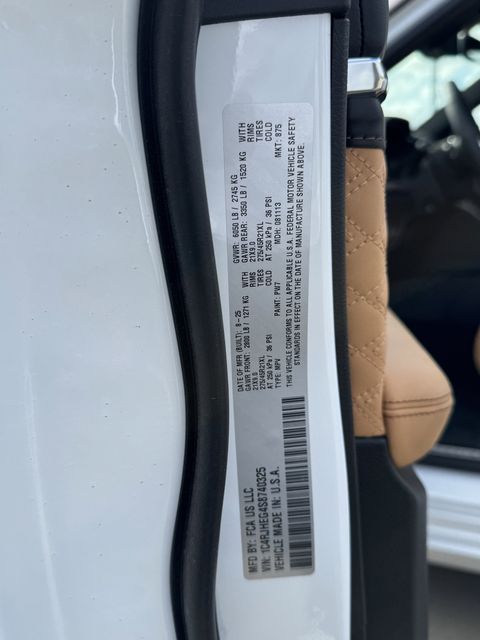 MFD BY: FCA US LLC
VIN: 1C4RJHEG4S8740325
VEHICLE MADE IN: U.S.A.
DATE OF MFR (BUILT): 8-25
GVWR: 6050 LB / 2745 KG
GAWR FRONT: 2800 LB / 1271 KG WITH
21X9.0 RIMS
275/45R21XL TIRES
AT 250 kPa / 36 PSI COLD
GAWR REAR: 3350 LB / 1520 KG WITH
21X9.0 RIMS
275/45R21XL TIRES
AT 250 kPa / 36 PSI COLD
TYPE: MPV PAINT: PW7 MDH: 081113 MKT: 875
THIS VEHICLE CONFORMS TO ALL APPLICABLE U.S.A. FEDERAL MOTOR VEHICLE SAFETY
STANDARDS IN EFFECT ON THE DATE OF MANUFACTURE SHOWN ABOVE.